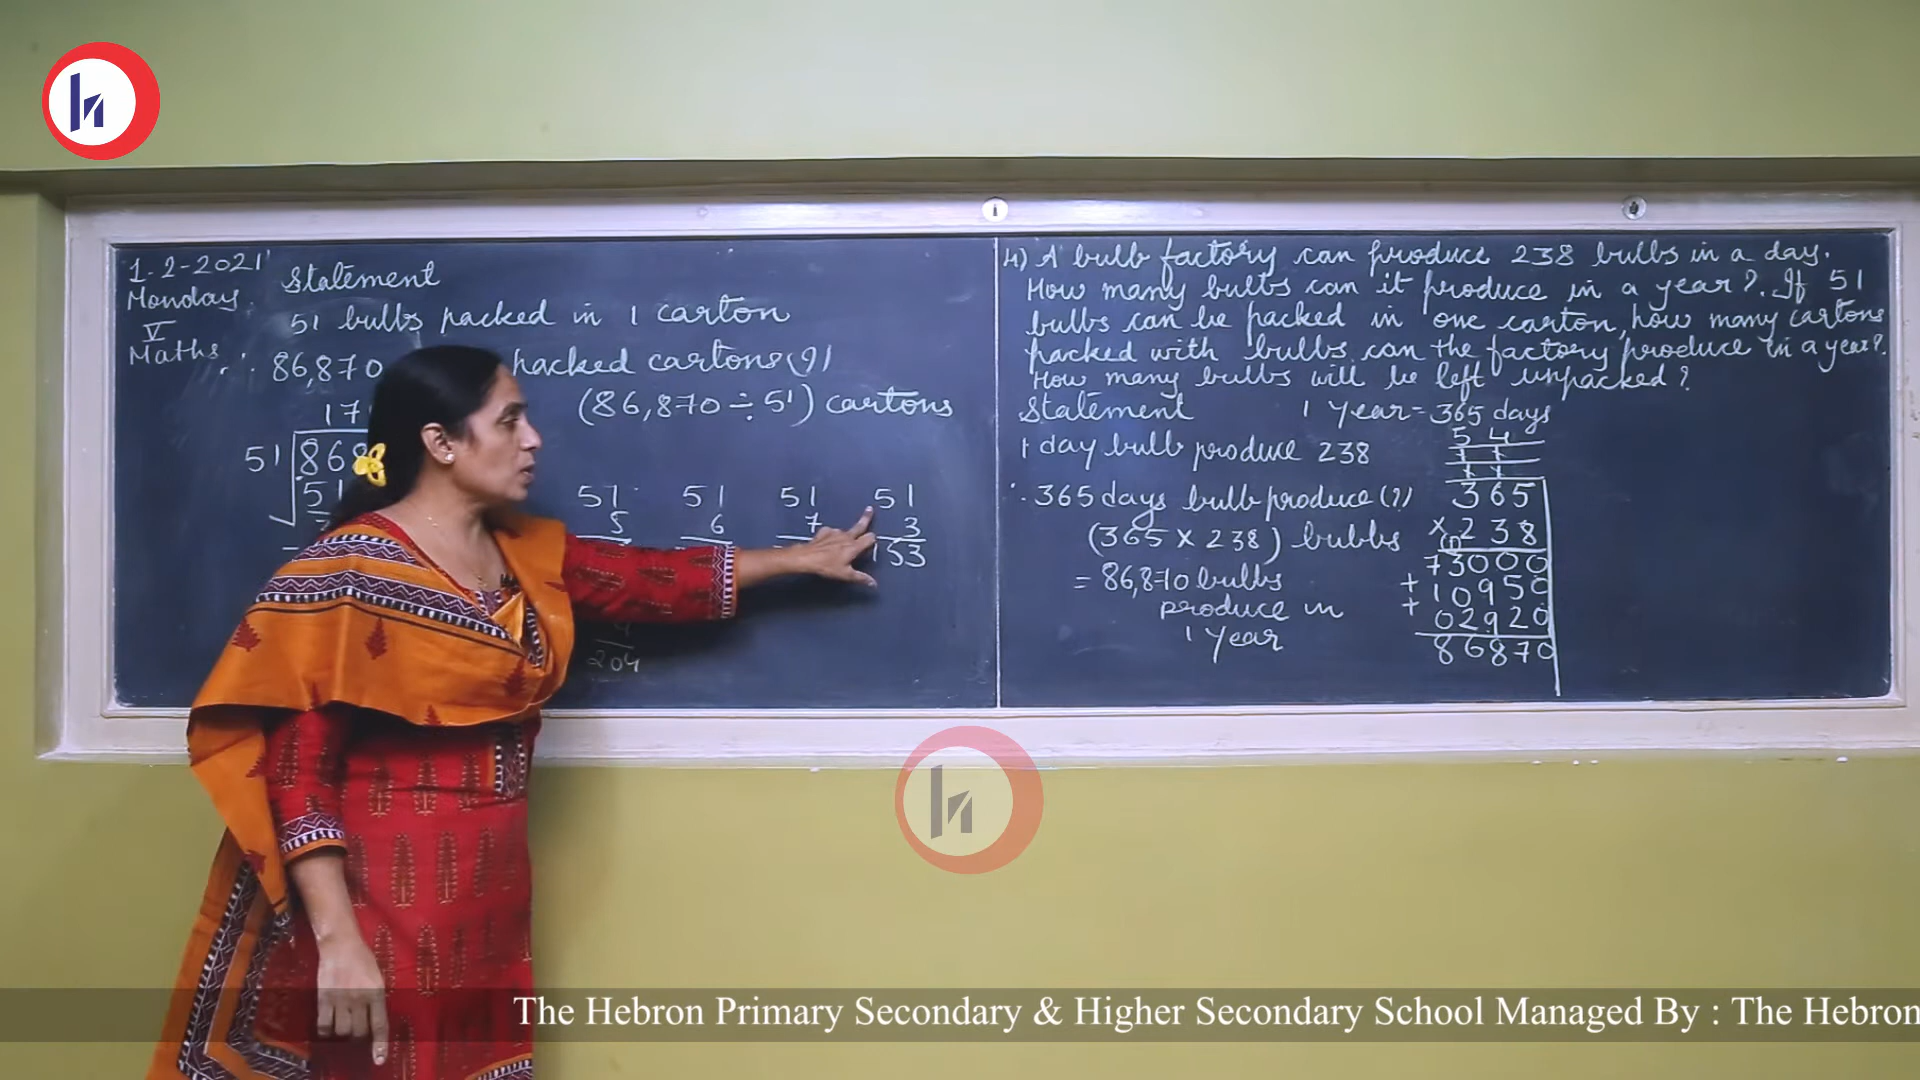 1-2-2021
Monday
V
Maths
Statement
51 bulbs packed in 1 carton
∴ 86,870 packed cartons (?)
(86,870 ÷ 51) cartons
17
51 868
51
51
5
51
6
51
7
51
3
153
204
4) A bulb factory can produce 238 bulbs in a day.
How many bulbs can it produce in a year?. If 51
bulbs can be packed in one carton, how many cartons
packed with bulbs can the factory produce in a year?.
How many bulbs will be left unpacked?
Statement 1 Year = 365 days
1 day bulb produce 238
∴ 365 days bulb produce (?)
(365 × 238) bulbs
= 86,870 bulbs
produce in
1 Year
5 4
365
× 238
73000
+ 10950
+ 02920
86870
The Hebron Primary Secondary & Higher Secondary School Managed By : The Hebron